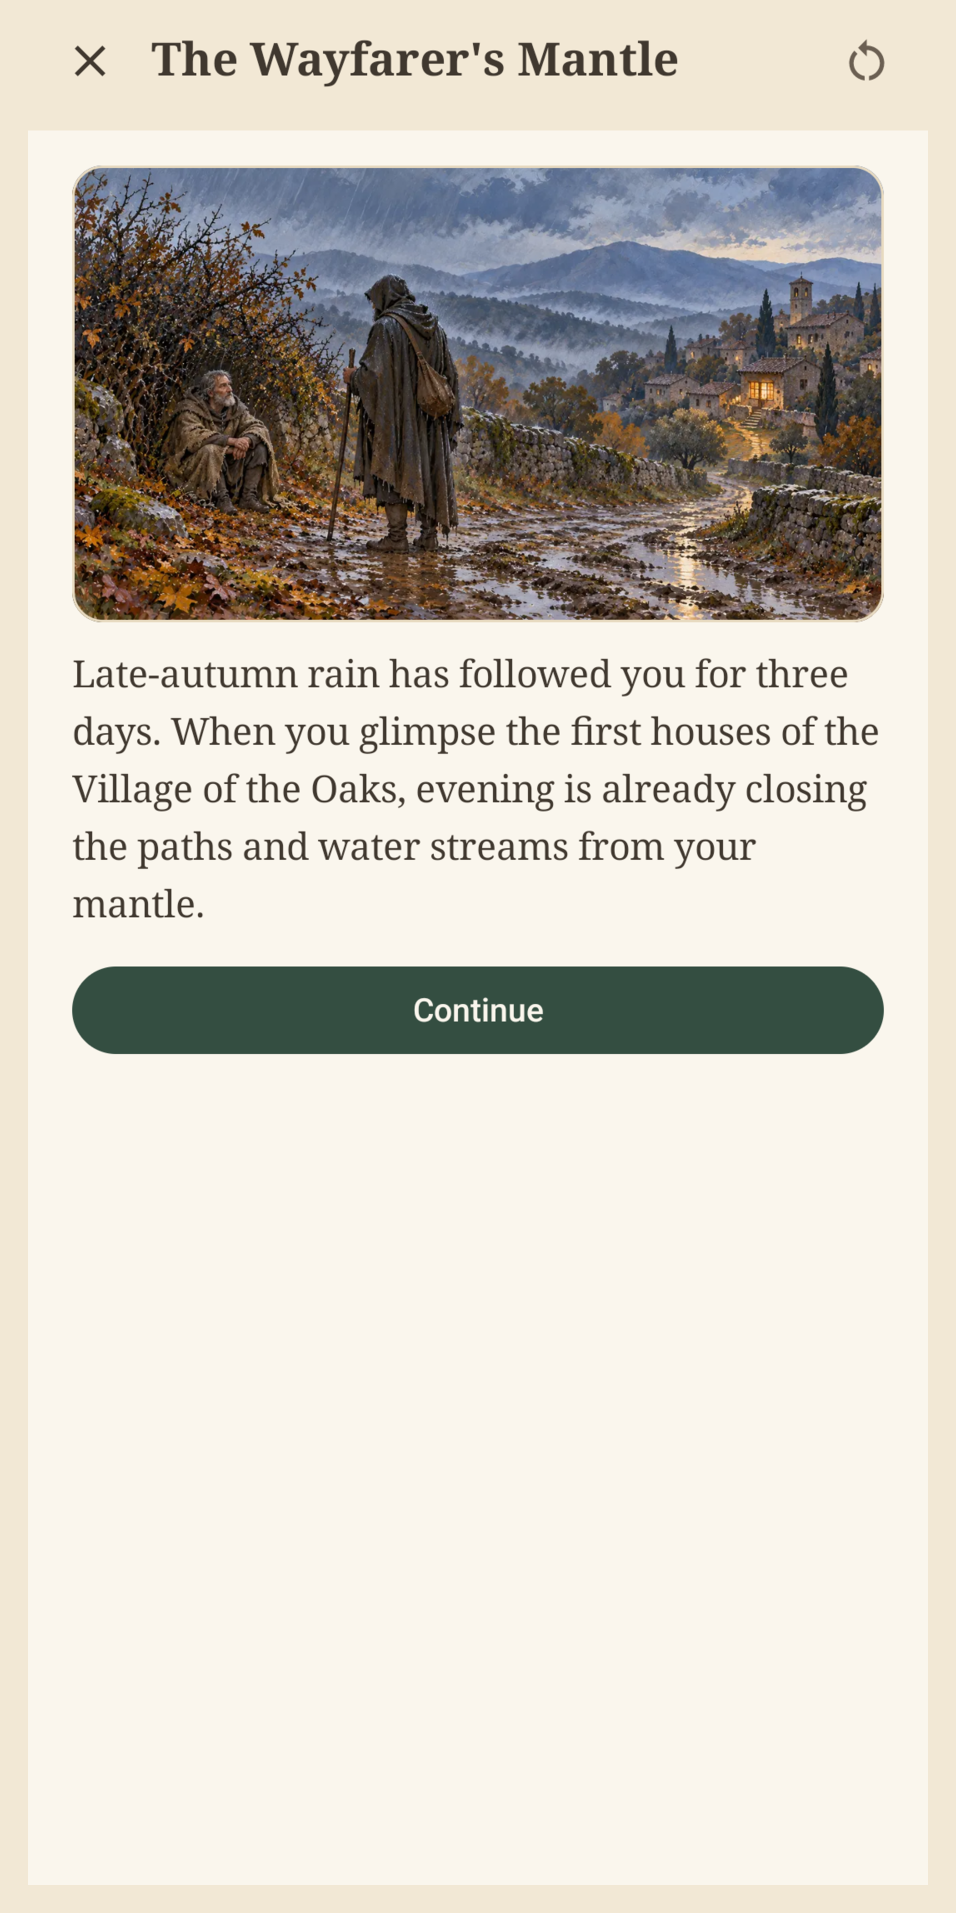 The Wayfarer's Mantle
Late-autumn rain has followed you for three
days. When you glimpse the first houses of the
Village of the Oaks, evening is already closing
the paths and water streams from your
mantle.
Continue